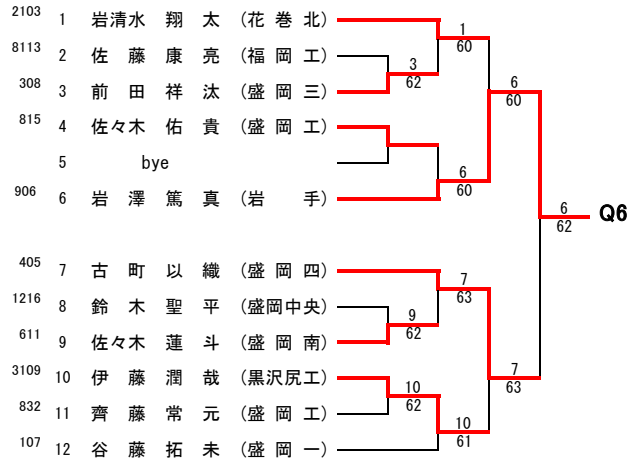 2103 1 岩清水 翔 太 (花 巻 北)
8113 2 佐 藤 康 亮 (福 岡 工)
308 3 前 田 祥 汰 (盛 岡 三)
815 4 佐々木 佑 貴 (盛 岡 工)
5 bye
906 6 岩 澤 篤 真 (岩 手)
405 7 古 町 以 織 (盛 岡 四)
1216 8 鈴 木 聖 平 (盛岡中央)
611 9 佐々木 蓮 斗 (盛 岡 南)
3109 10 伊 藤 潤 哉 (黒沢尻工)
832 11 齊 藤 常 元 (盛 岡 工)
107 12 谷 藤 拓 未 (盛 岡 一)
3
62
9
62
10
62
1
60
6
60
7
63
10
61
6
60
7
63
6
62
Q6